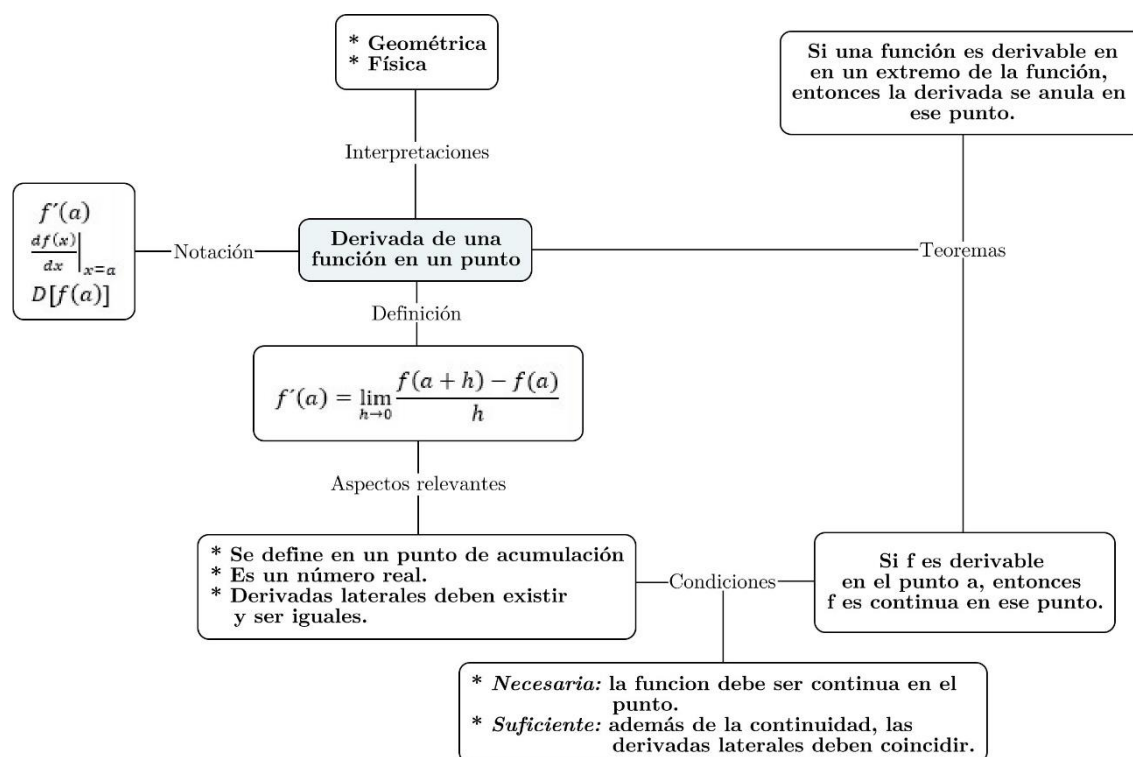 * Geométrica
* Física
Si una función es derivable en
en un extremo de la función,
entonces la derivada se anula en
ese punto.
Interpretaciones
f´(a)
df(x)/dx|x=a
D[f(a)]
Notación
Derivada de una
función en un punto
Teoremas
Definición
f´(a) = lim h→0 f(a + h) − f(a) / h
Aspectos relevantes
* Se define en un punto de acumulación
* Es un número real.
* Derivadas laterales deben existir
y ser iguales.
Condiciones
Si f es derivable
en el punto a, entonces
f es continua en ese punto.
* Necesaria: la funcion debe ser continua en el
punto.
* Suficiente: además de la continuidad, las
derivadas laterales deben coincidir.